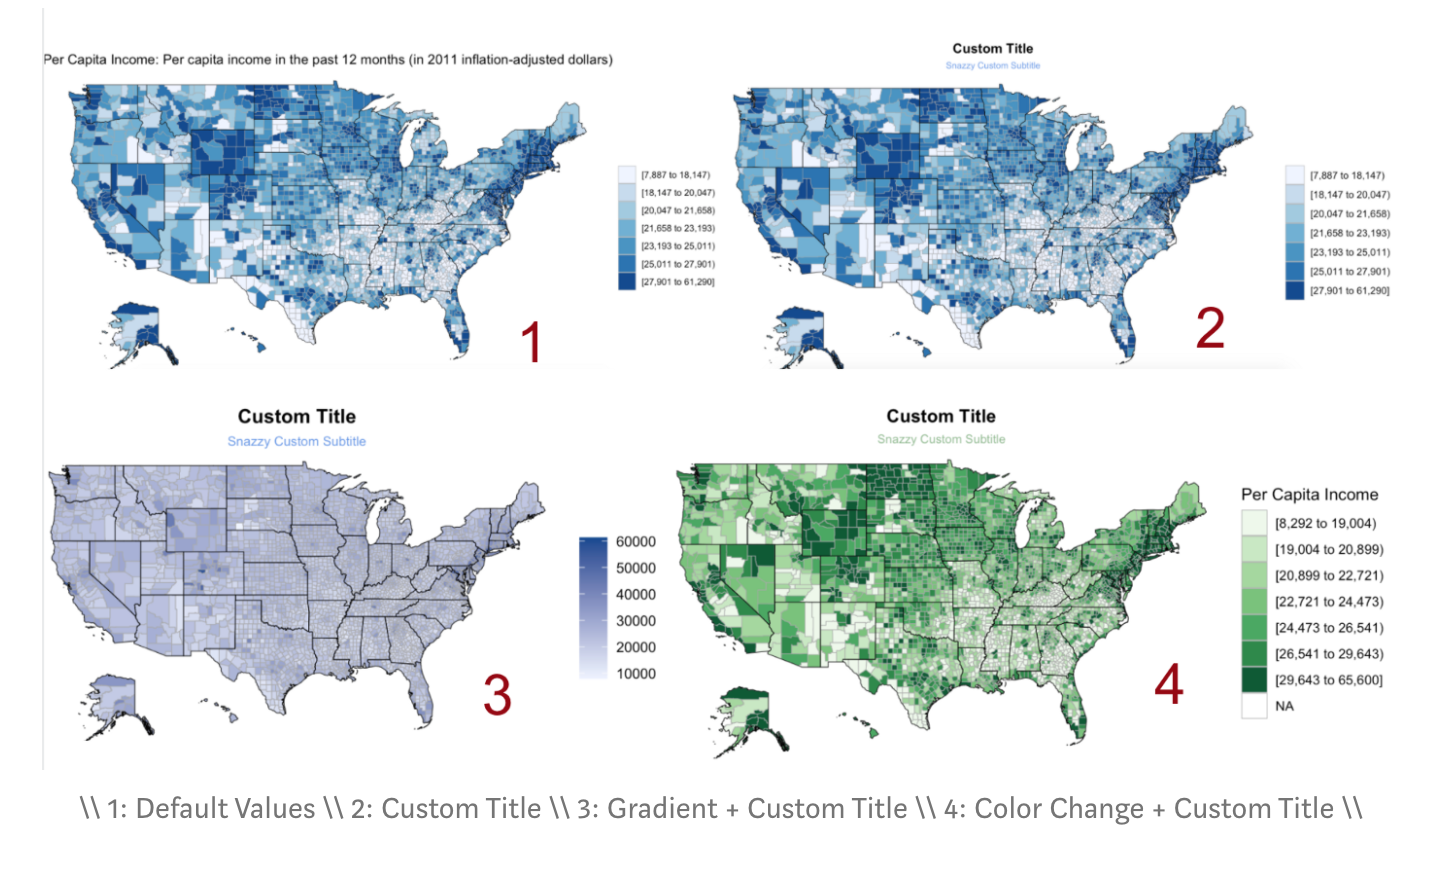 Per Capita Income: Per capita income in the past 12 months (in 2011 inflation-adjusted dollars)
[7,887 to 18,147)
[18,147 to 20,047)
[20,047 to 21,658)
[21,658 to 23,193)
[23,193 to 25,011)
[25,011 to 27,901)
[27,901 to 61,290]
1
Custom Title
Snazzy Custom Subtitle
[7,887 to 18,147)
[18,147 to 20,047)
[20,047 to 21,658)
[21,658 to 23,193)
[23,193 to 25,011)
[25,011 to 27,901)
[27,901 to 61,290]
2
Custom Title
Snazzy Custom Subtitle
60000
50000
40000
30000
20000
10000
3
Custom Title
Snazzy Custom Subtitle
Per Capita Income
[8,292 to 19,004)
[19,004 to 20,899)
[20,899 to 22,721)
[22,721 to 24,473)
[24,473 to 26,541)
[26,541 to 29,643)
[29,643 to 65,600]
NA
4
\\ 1: Default Values \\ 2: Custom Title \\ 3: Gradient + Custom Title \\ 4: Color Change + Custom Title \\